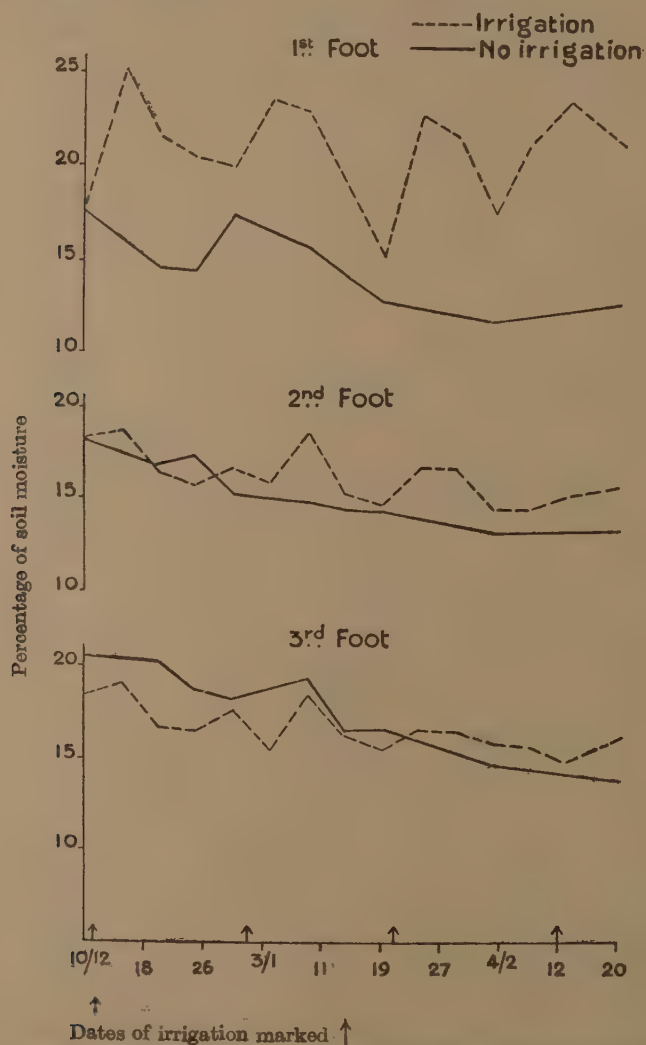 -----Irrigation
1st Foot —No irrigation
25
20
15
10
2nd Foot
20
15
10
Percentage of soil moisture
3rd Foot
20
15
10
10/12 18 26 3/1 11 19 27 4/2 12 20
Dates of irrigation marked ↑